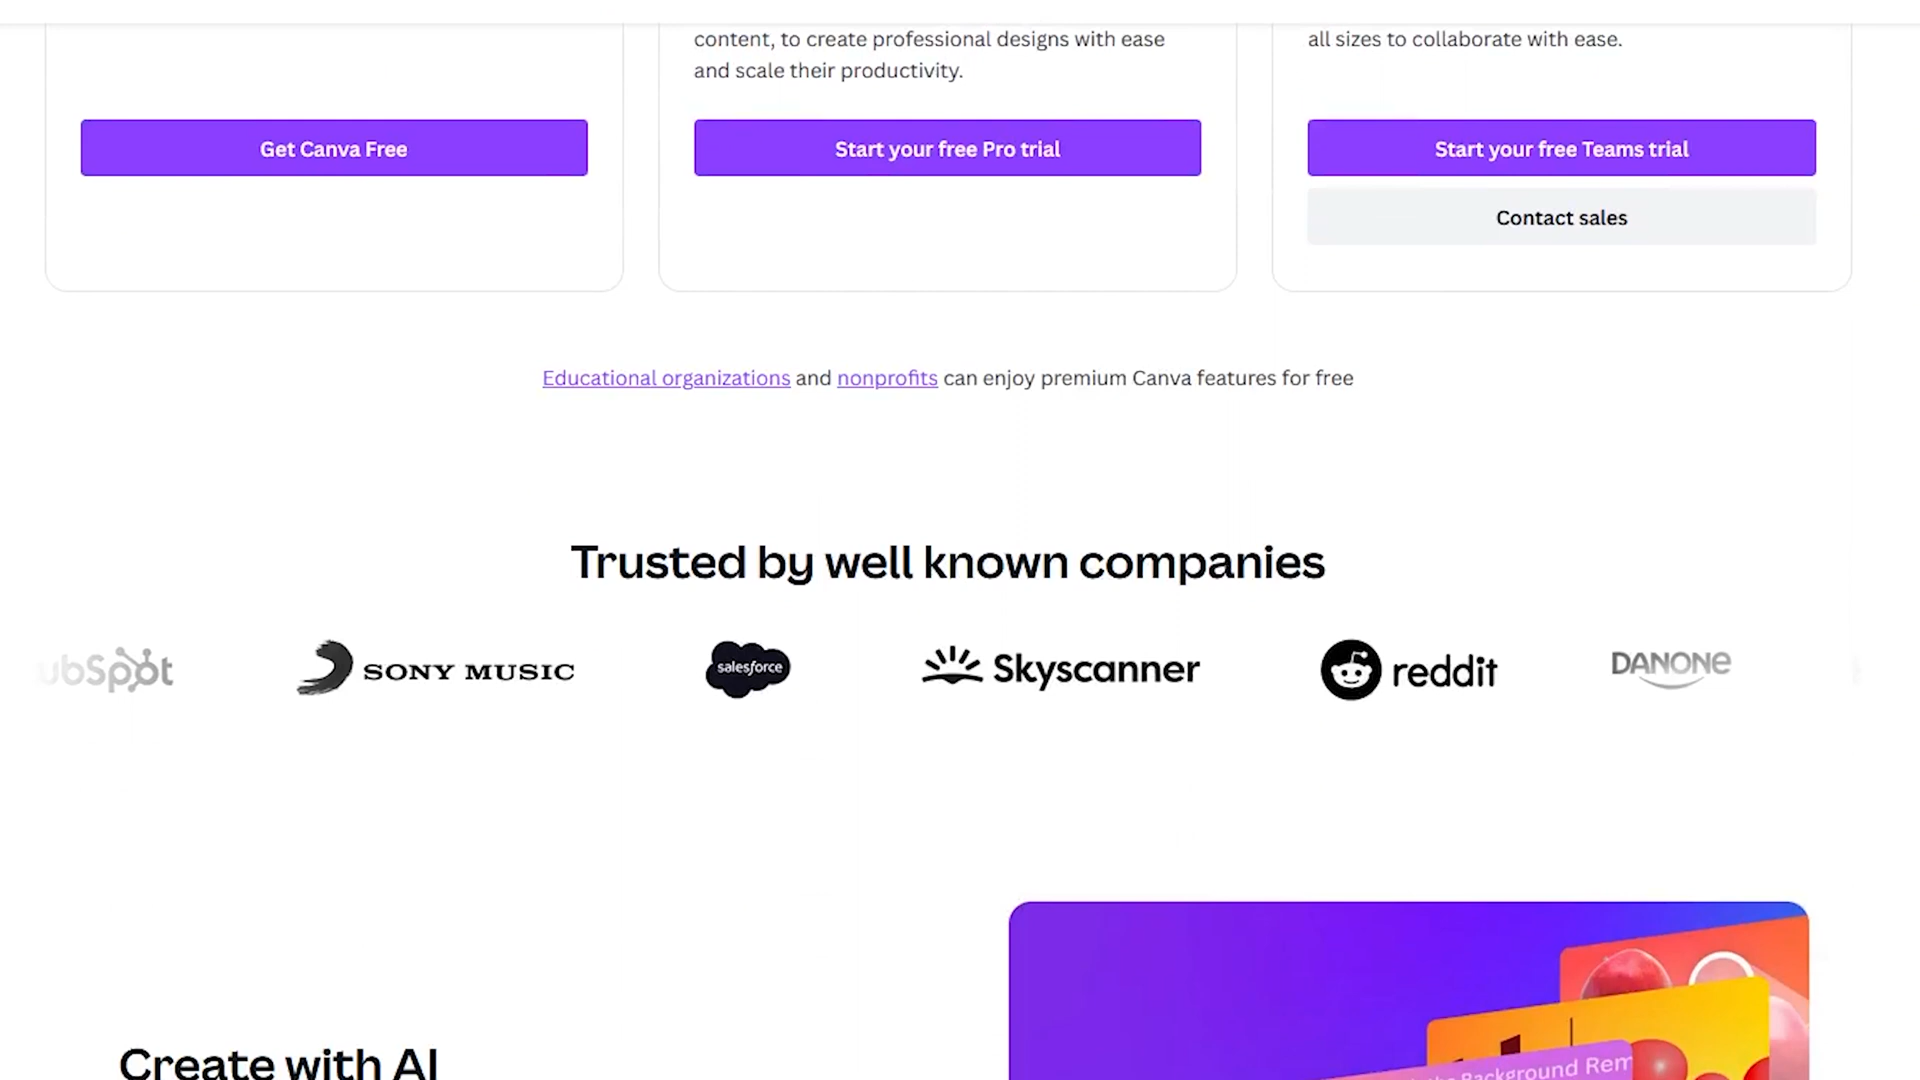 content, to create professional designs with ease
and scale their productivity.
all sizes to collaborate with ease.
Get Canva Free
Start your free Pro trial
Start your free Teams trial
Contact sales
Educational organizations and nonprofits can enjoy premium Canva features for free
Trusted by well known companies
ubSpot
SONY MUSIC
salesforce
Skyscanner
reddit
DANONE
Create with AI
Background Rem